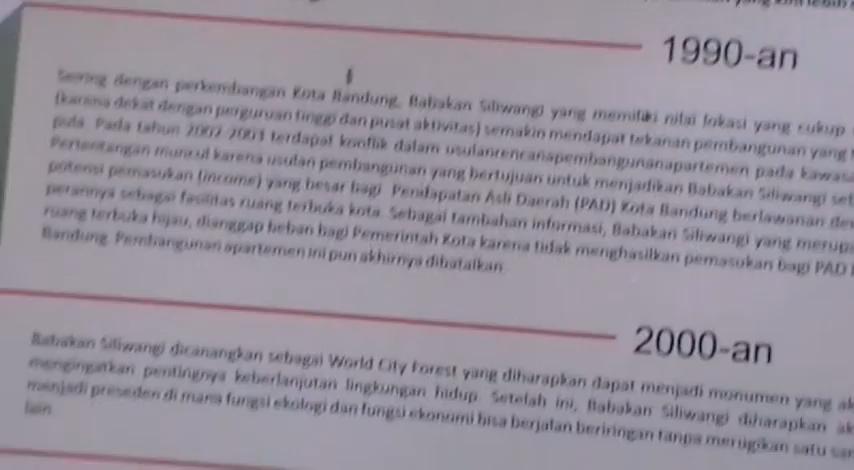 1990-an
Seiring dengan perkembangan Kota Bandung, Babakan Siliwangi yang memiliki nilai lokasi yang cukup
(karena dekat dengan perguruan tinggi dan pusat aktivitas) semakin mendapat tekanan pembangunan yang
pula. Pada tahun 2002-2003 terdapat konflik dalam usulanrencanapembangunanapartemen pada kawasa
Pertentangan muncul karena usulan pembangunan yang bertujuan untuk menjadikan Babakan Siliwangi seb
potensi pemasukan (income) yang besar bagi Pendapatan Asli Daerah (PAD) Kota Bandung berlawanan de
perannya sebagai fasilitas ruang terbuka kota. Sebagai tambahan informasi, Babakan Siliwangi yang merup
ruang terbuka hijau, dianggap beban bagi Pemerintah Kota karena tidak menghasilkan pemasukan bagi PAD
Bandung. Pembangunan apartemen ini pun akhirnya dibatalkan.
2000-an
Babakan Siliwangi dicanangkan sebagai World City Forest yang diharapkan dapat menjadi monumen yang ak
mengingatkan pentingnya keberlanjutan lingkungan hidup. Setelah ini, Babakan Siliwangi diharapkan ak
menjadi preseden di mana fungsi ekologi dan fungsi ekonomi bisa berjalan beriringan tanpa merugikan satu sam
lain.